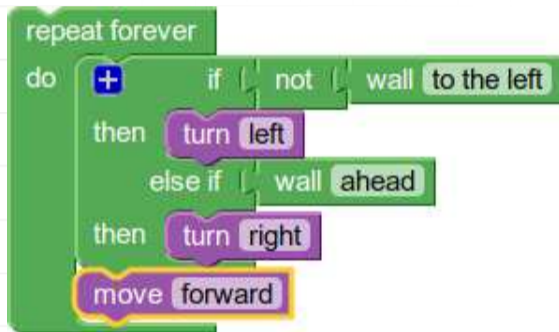 repeat forever
do if not wall to the left
then turn left
else if wall ahead
then turn right
move forward